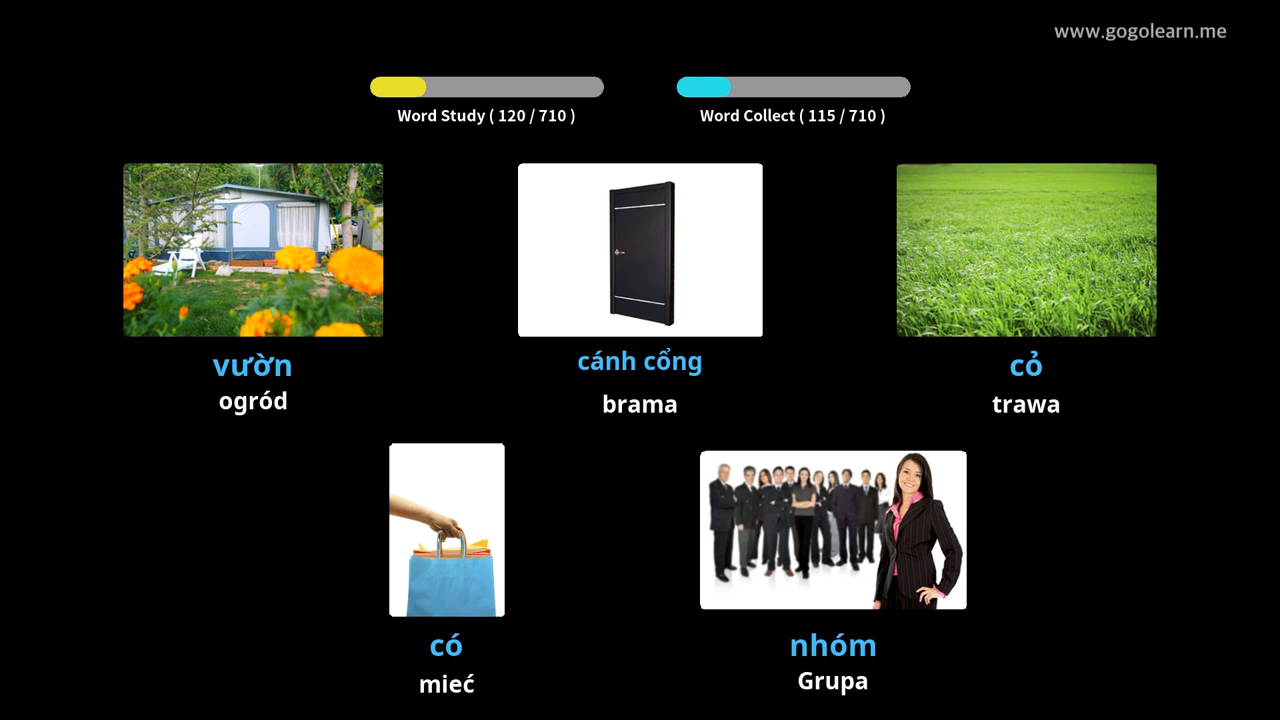 www.gogolearn.me
Word Study ( 120 / 710 )
Word Collect ( 115 / 710 )
vườn
ogród
cánh cổng
brama
cỏ
trawa
có
mieć
nhóm
Grupa